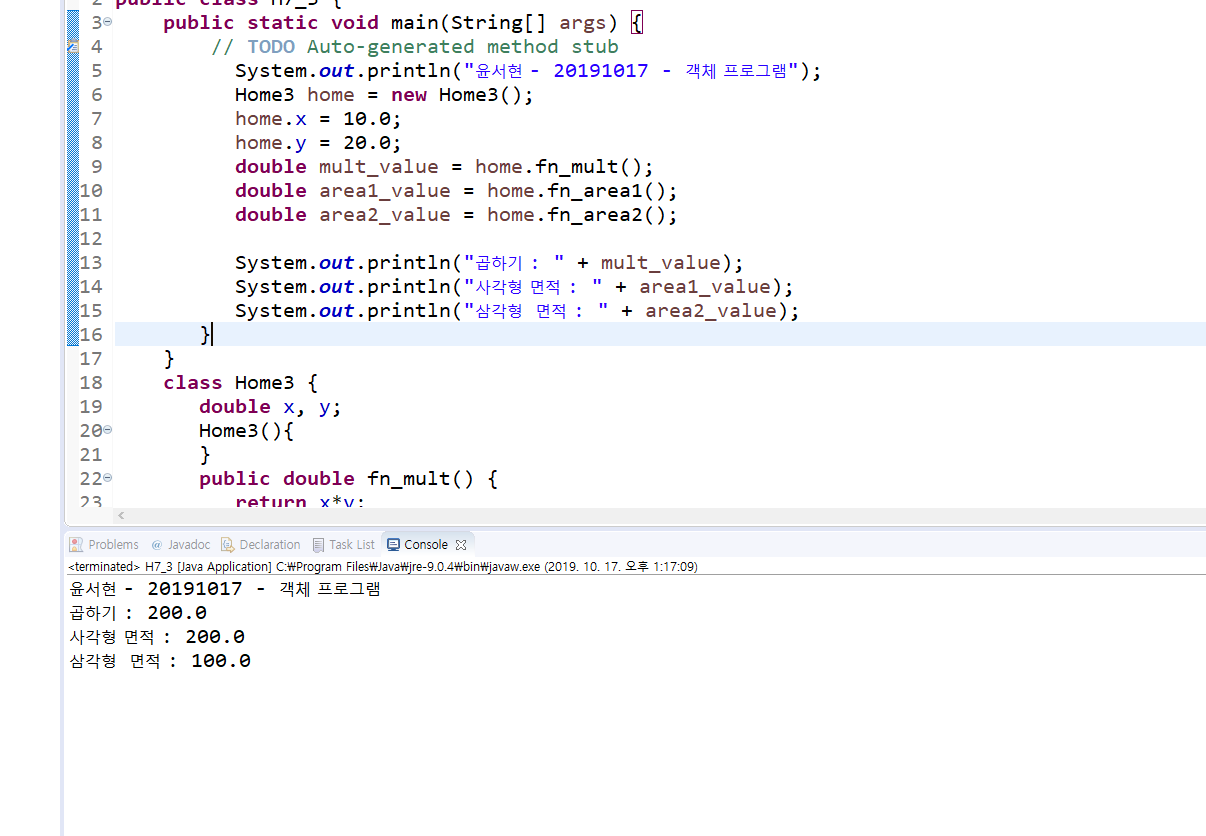 2 public class H7_3 {
3 public static void main(String[] args) {
4 // TODO Auto-generated method stub
5 System.out.println("윤서현 - 20191017 - 객체 프로그램");
6 Home3 home = new Home3();
7 home.x = 10.0;
8 home.y = 20.0;
9 double mult_value = home.fn_mult();
10 double area1_value = home.fn_area1();
11 double area2_value = home.fn_area2();
12
13 System.out.println("곱하기 : " + mult_value);
14 System.out.println("사각형 면적 : " + area1_value);
15 System.out.println("삼각형  면적 : " + area2_value);
16 }
17 }
18 class Home3 {
19 double x, y;
20 Home3(){
21 }
22 public double fn_mult() {
23 return x*y;
Problems @ Javadoc Declaration Task List Console
<terminated> H7_3 [Java Application] C:₩Program Files₩Java₩jre-9.0.4₩bin₩javaw.exe (2019. 10. 17. 오후 1:17:09)
윤서현 - 20191017 - 객체 프로그램
곱하기 : 200.0
사각형 면적 : 200.0
삼각형  면적 : 100.0